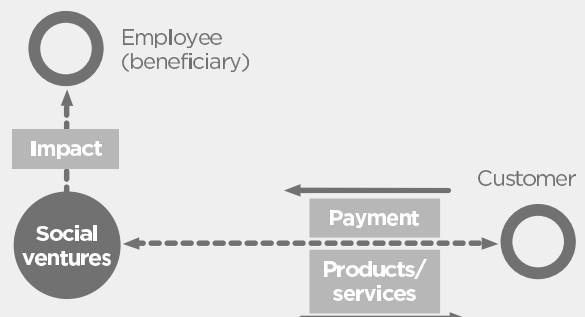 Employee
(beneficiary)
Impact
Customer
Payment
Social
ventures
Products/
services